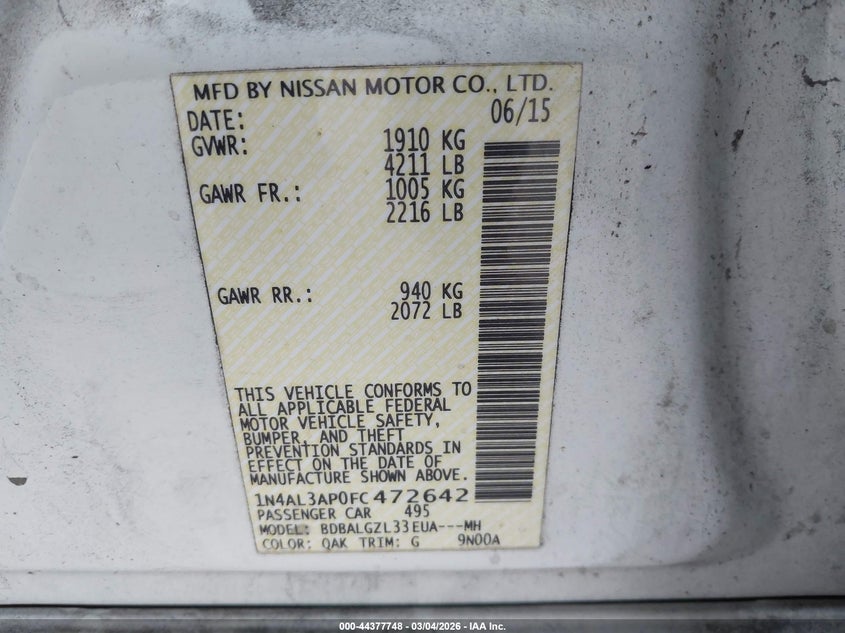 MFD BY NISSAN MOTOR CO., LTD.
DATE: 06/15
GVWR: 1910 KG
4211 LB
GAWR FR.: 1005 KG
2216 LB
GAWR RR.: 940 KG
2072 LB
THIS VEHICLE CONFORMS TO
ALL APPLICABLE FEDERAL
MOTOR VEHICLE SAFETY,
BUMPER, AND THEFT
PREVENTION STANDARDS IN
EFFECT ON THE DATE OF
MANUFACTURE SHOWN ABOVE.
1N4AL3AP0FC472642
PASSENGER CAR 495
MODEL: BDBALGZL33EUA---MH
COLOR: QAK TRIM: G 9N00A
000-44377748 - 03/04/2026 - IAA Inc.